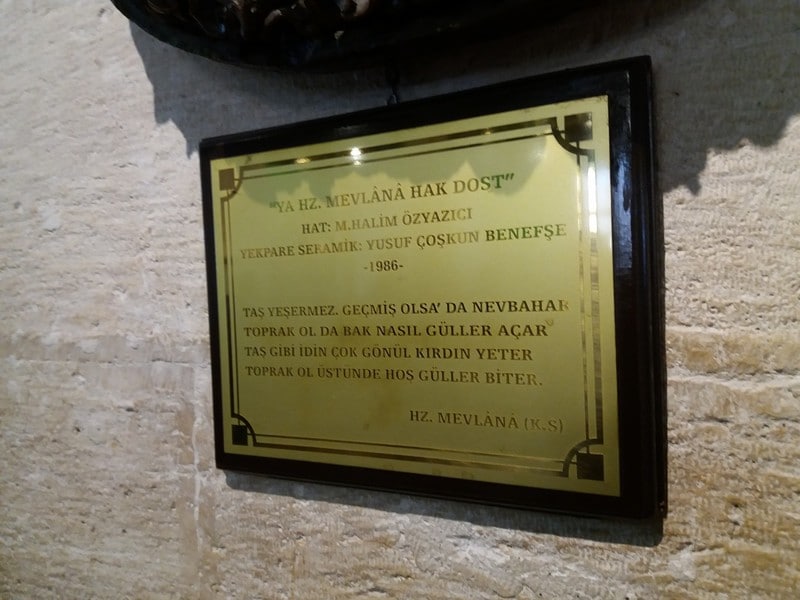 "YA HZ. MEVLÂNÂ HAK DOST"
HAT: M.HALİM ÖZYAZICI
YEKPARE SERAMİK: YUSUF ÇOŞKUN BENEFŞE
-1986-
TAŞ YEŞERMEZ. GEÇMİŞ OLSA' DA NEVBAHAR
TOPRAK OL DA BAK NASIL GÜLLER AÇAR
TAŞ GİBİ İDİN ÇOK GÖNÜL KIRDIN YETER
TOPRAK OL ÜSTUNDE HOŞ GÜLLER BİTER.
HZ. MEVLÂNÂ (K.S)